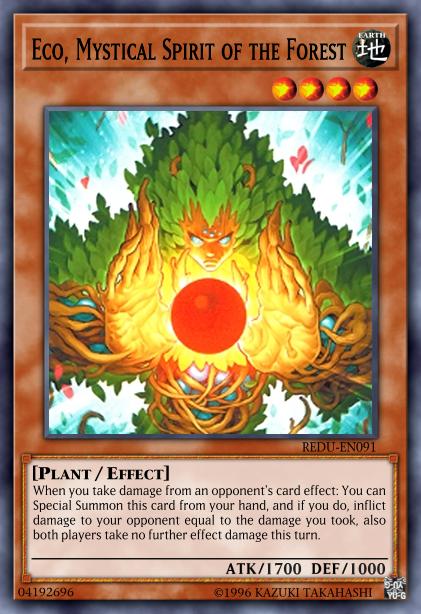 Eco, Mystical Spirit of the Forest
EARTH
地
REDU-EN091
[Plant / Effect]
When you take damage from an opponent's card effect: You can
Special Summon this card from your hand, and if you do, inflict
damage to your opponent equal to the damage you took, also
both players take no further effect damage this turn.
ATK/1700 DEF/1000
04192696
©1996 KAZUKI TAKAHASHI